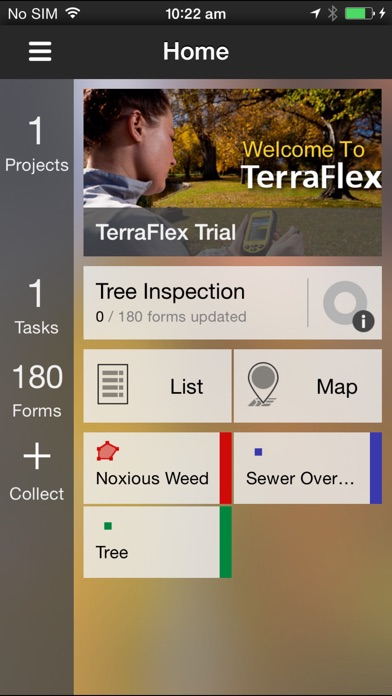 No SIM 10:22 am
Home
1
Projects
Welcome To
TerraFlex
TerraFlex Trial
1
Tasks
Tree Inspection
0 / 180 forms updated
i
180
Forms
List
Map
+
Collect
Noxious Weed
Sewer Over...
Tree